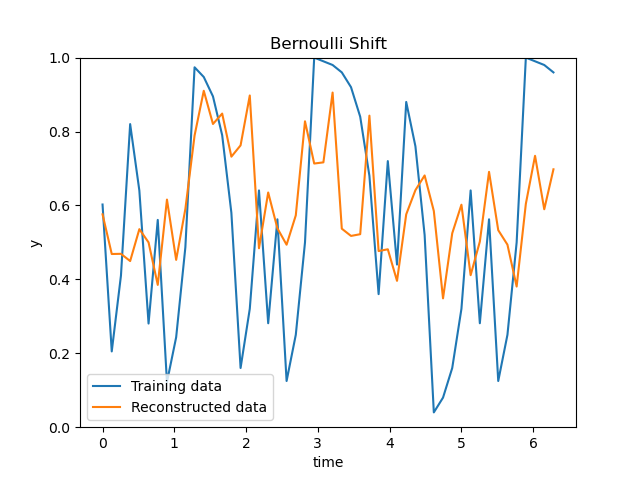 Bernoulli Shift
1.0
0.8
0.6
0.4
0.2
0.0
y
Training data
Reconstructed data
0 1 2 3 4 5 6
time